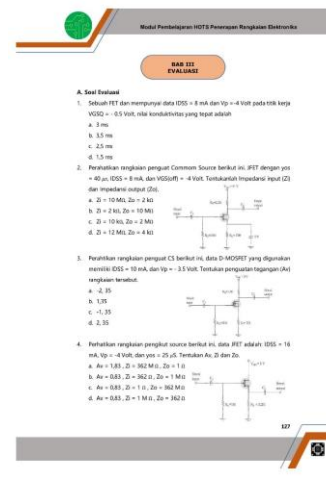 Modul Pembelajaran HOTS Penerapan Rangkaian Elektronika
BAB III
EVALUASI
A. Soal Evaluasi
1. Sebuah FET dan mempunyai data IDSS = 8 mA dan Vp =-4 Volt pada titik kerja
VGSQ = - 0.5 Volt, nilai konduktivitas yang tepat adalah
a. 3 ms
b. 3,5 ms
c. 2,5 ms
d. 1,5 ms
2. Perahatikan rangkaian penguat Commom Source berikut ini. JFET dengan yos
= 40 µs, IDSS = 8 mA, dan VGS(off) = -4 Volt. Tentukanlah Impedansi input (Zi)
dan impedansi output (Zo).
a. Zi = 10 MΩ, Zo = 2 kΩ
b. Zi = 2 kΩ, Zo = 10 MΩ
c. Zi = 10 kΩ, Zo = 2 MΩ
d. Zi = 12 MΩ, Zo = 4 kΩ
3. Perahtikan rangkaian penguat CS berikut ini, data D-MOSFET yang digunakan
memiliki IDSS = 10 mA, dan Vp = - 3.5 Volt. Tentukan penguatan tegangan (Av)
rangkaian tersebut.
a. -2, 35
b. 1,35
c. -1, 35
d. 2, 35
4. Perhatikan rangkaian pengikut source berikut ini. data JFET adalah: IDSS = 16
mA, Vp = -4 Volt, dan yos = 25 µS. Tentukan Av, Zi dan Zo.
a. Av = 1,83 , Zi = 362 M Ω , Zo = 1 Ω
b. Av = 0,83 , Zi = 362 Ω , Zo = 1 M Ω
c. Av = 0,83 , Zi = 1 Ω , Zo = 362 M Ω
d. Av = 0,83 , Zi = 1 M Ω , Zo = 362 Ω
127